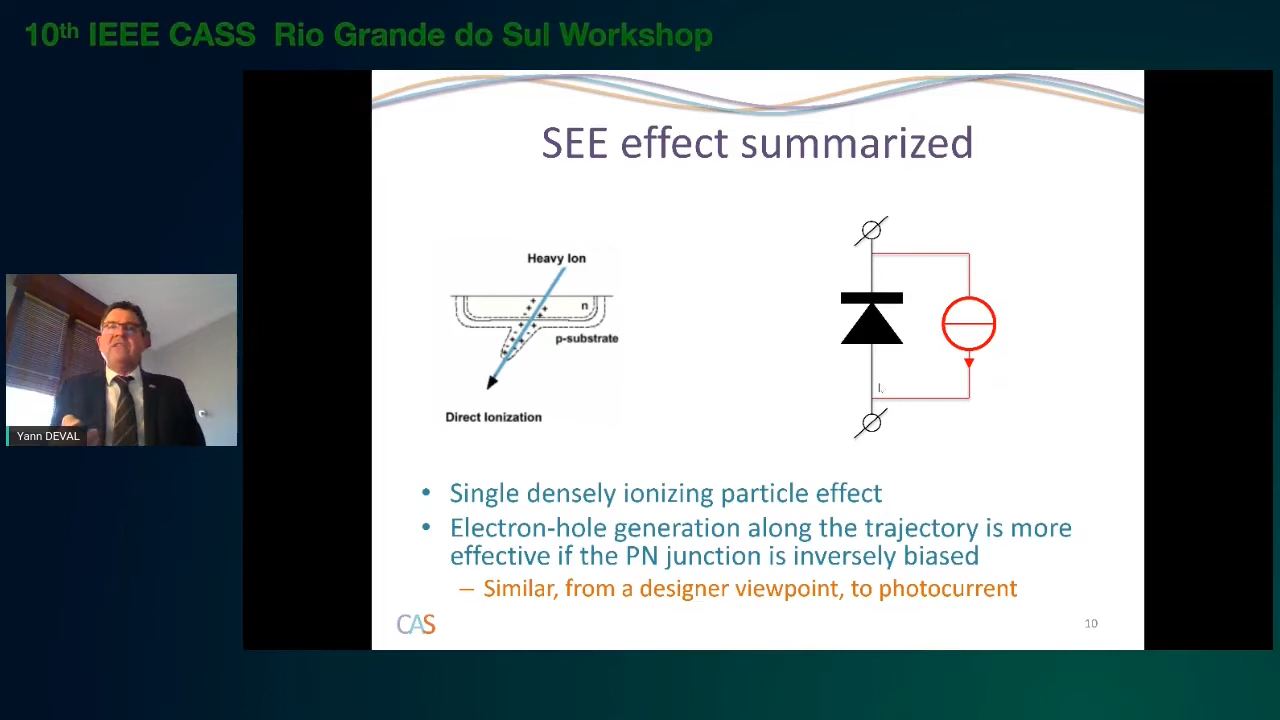 10th IEEE CASS Rio Grande do Sul Workshop
SEE effect summarized
Heavy Ion
n
p-substrate
Direct Ionization
Yann DEVAL
• Single densely ionizing particle effect
• Electron-hole generation along the trajectory is more
effective if the PN junction is inversely biased
– Similar, from a designer viewpoint, to photocurrent
CAS
10